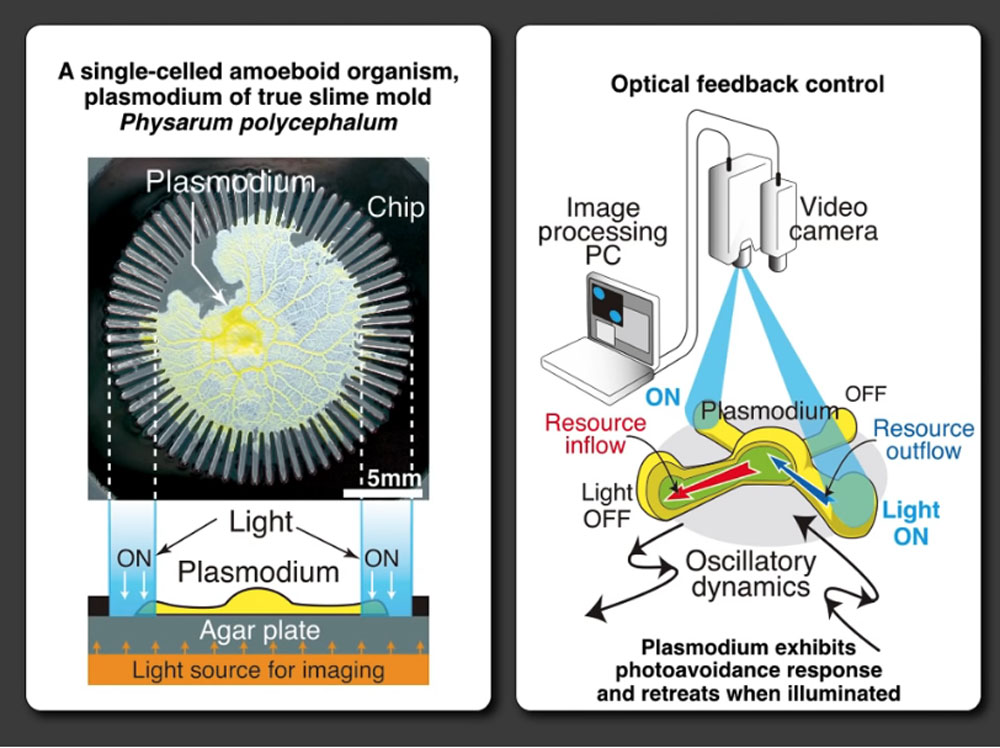 A single-celled amoeboid organism,
plasmodium of true slime mold
Physarum polycephalum
Plasmodium
Chip
5mm
Light
ON
ON
Plasmodium
Agar plate
Light source for imaging
Optical feedback control
Image
processing
PC
Video
camera
ON
Plasmodium
OFF
Resource
inflow
Resource
outflow
Light
OFF
Light
ON
Oscillatory
dynamics
Plasmodium exhibits
photoavoidance response
and retreats when illuminated